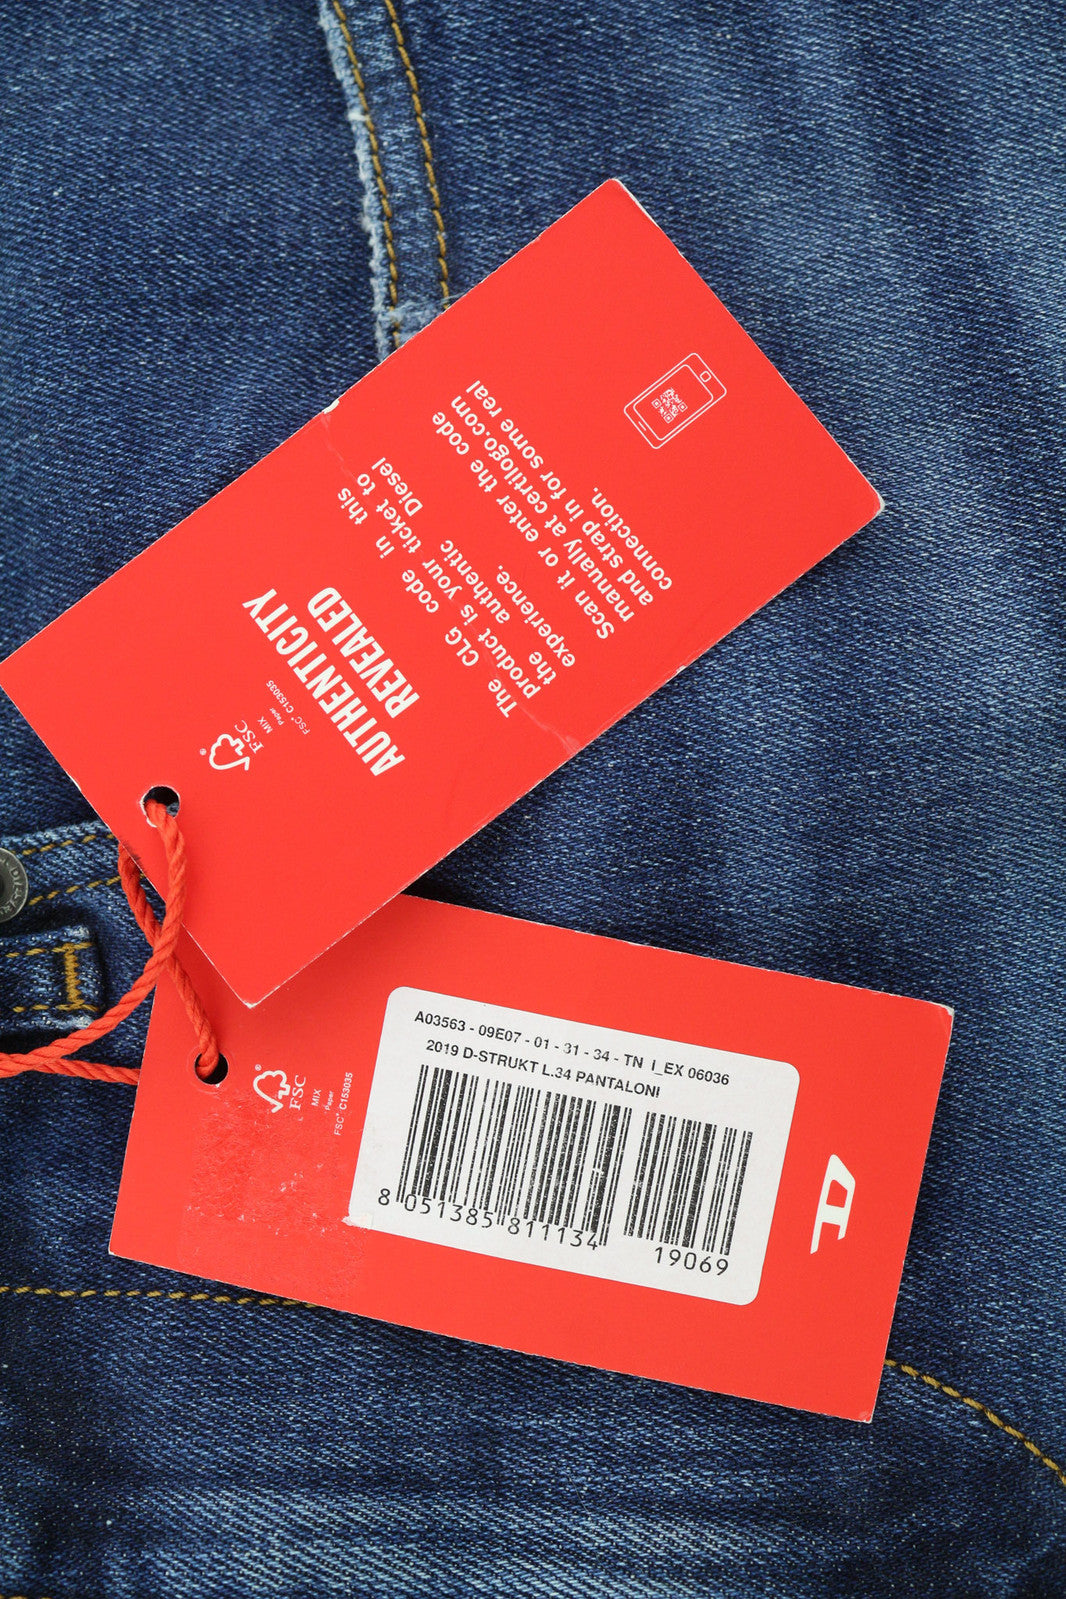 AUTHENTICITY
REVEALED
The CLG code in this
product is your ticket to
the authentic Diesel
experience.
Scan it or enter the code
manually at certilogo.com
and strap in for some real
connection.
®
FSC
MIX
Paper
FSC® C153035
FSC
MIX
Paper
FSC® C153035
A03563 - 09E07 - 01 - 31 - 34 - TN I_EX 06036
2019 D-STRUKT L.34 PANTALONI
8 051385 811134
19069
D